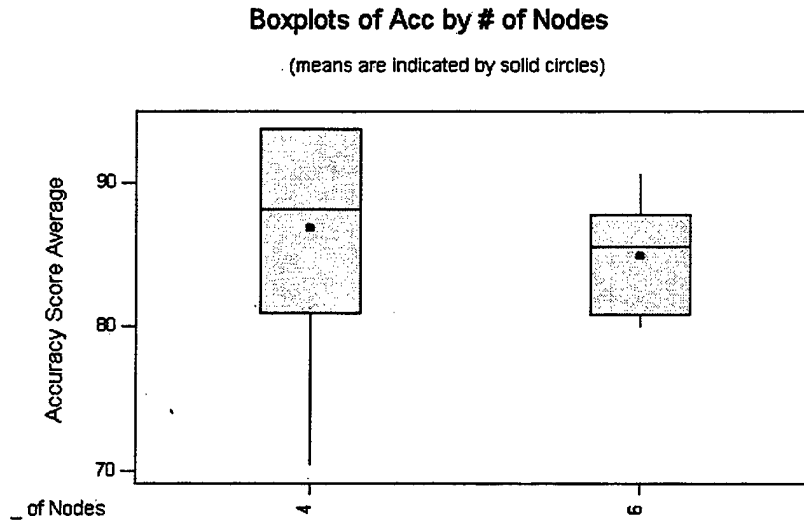 Boxplots of Acc by # of Nodes
(means are indicated by solid circles)
Accuracy Score Average
90
80
70
_ of Nodes
4
6